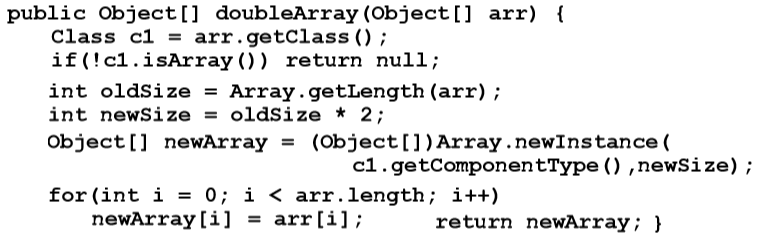 public Object[] doubleArray(Object[] arr) {
Class c1 = arr.getClass();
if(!c1.isArray()) return null;
int oldSize = Array.getLength(arr);
int newSize = oldSize * 2;
Object[] newArray = (Object[])Array.newInstance(
c1.getComponentType(),newSize);
for(int i = 0; i < arr.length; i++)
newArray[i] = arr[i]; return newArray; }